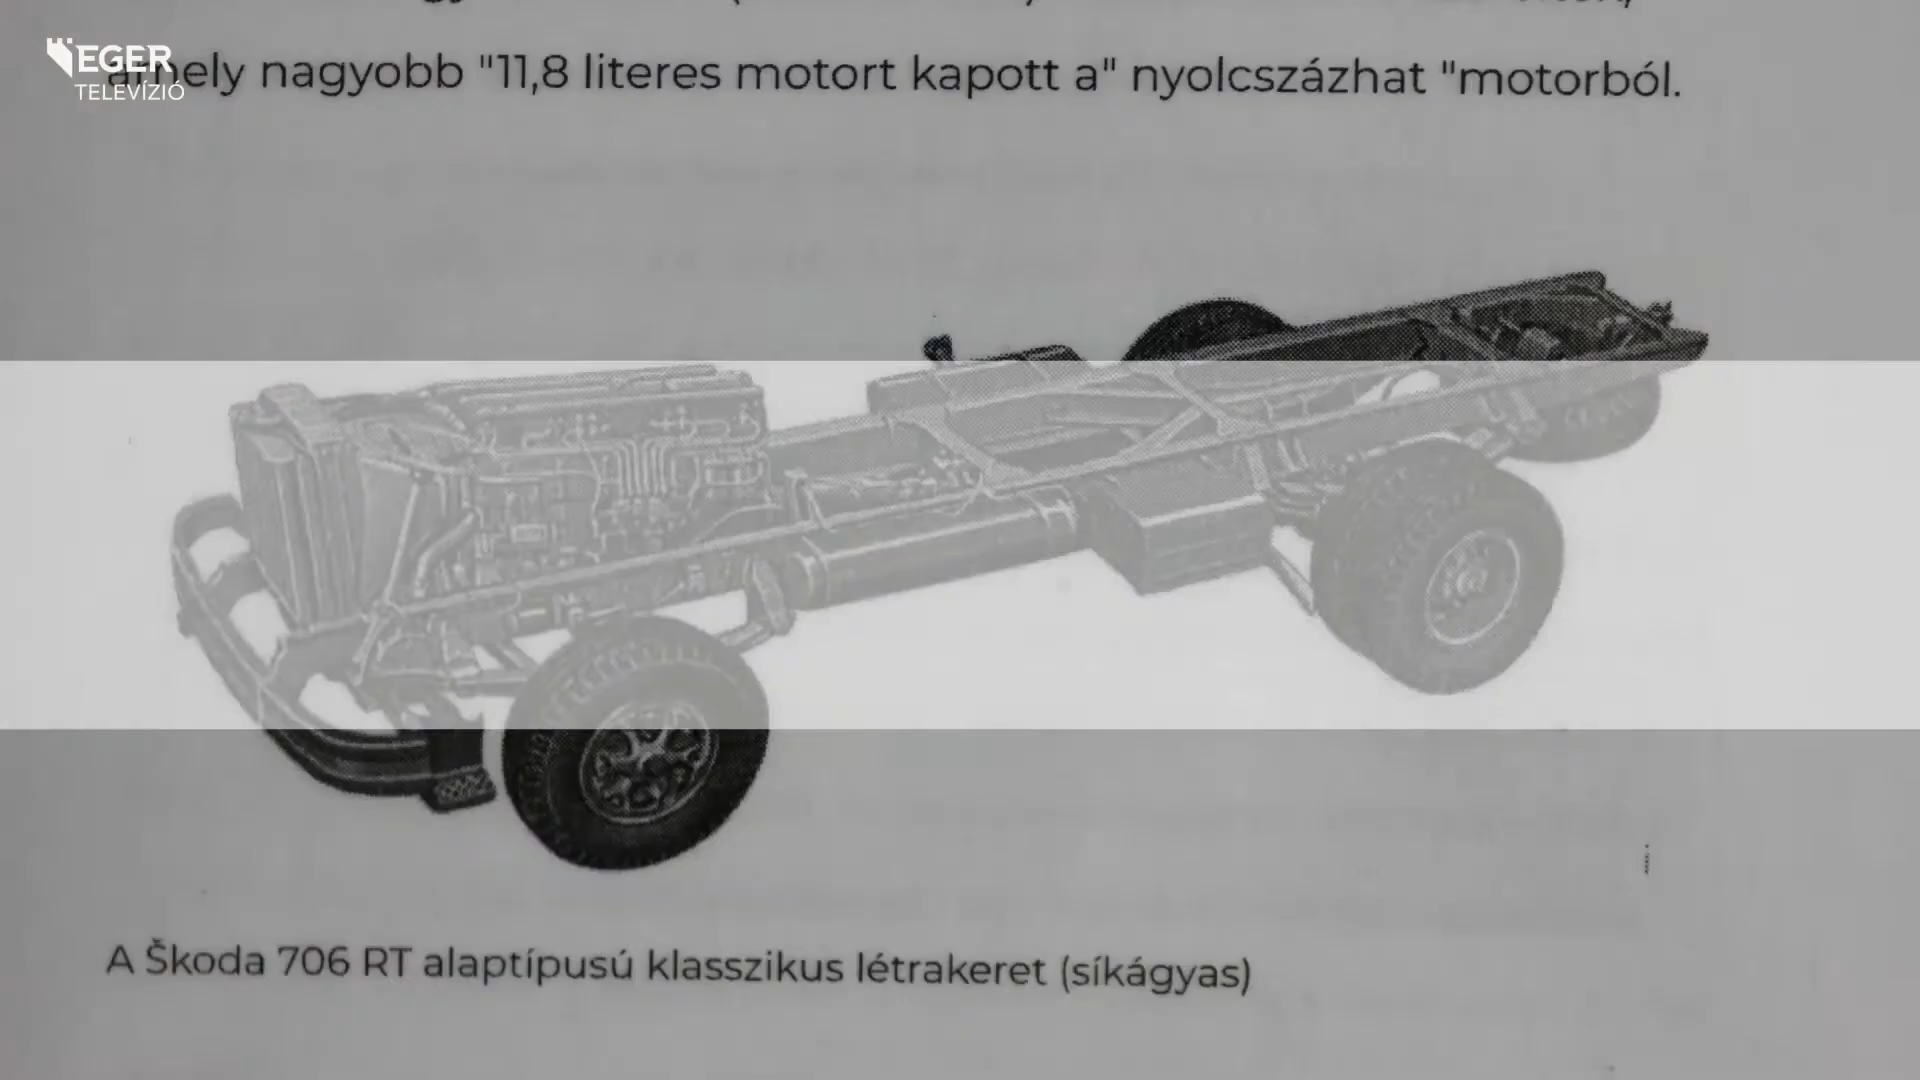 EGER
TELEVÍZIÓ
amely nagyobb "11,8 literes motort kapott a" nyolcszázhat "motorból.
A Škoda 706 RT alaptípusú klasszikus létrakeret (síkágyas)